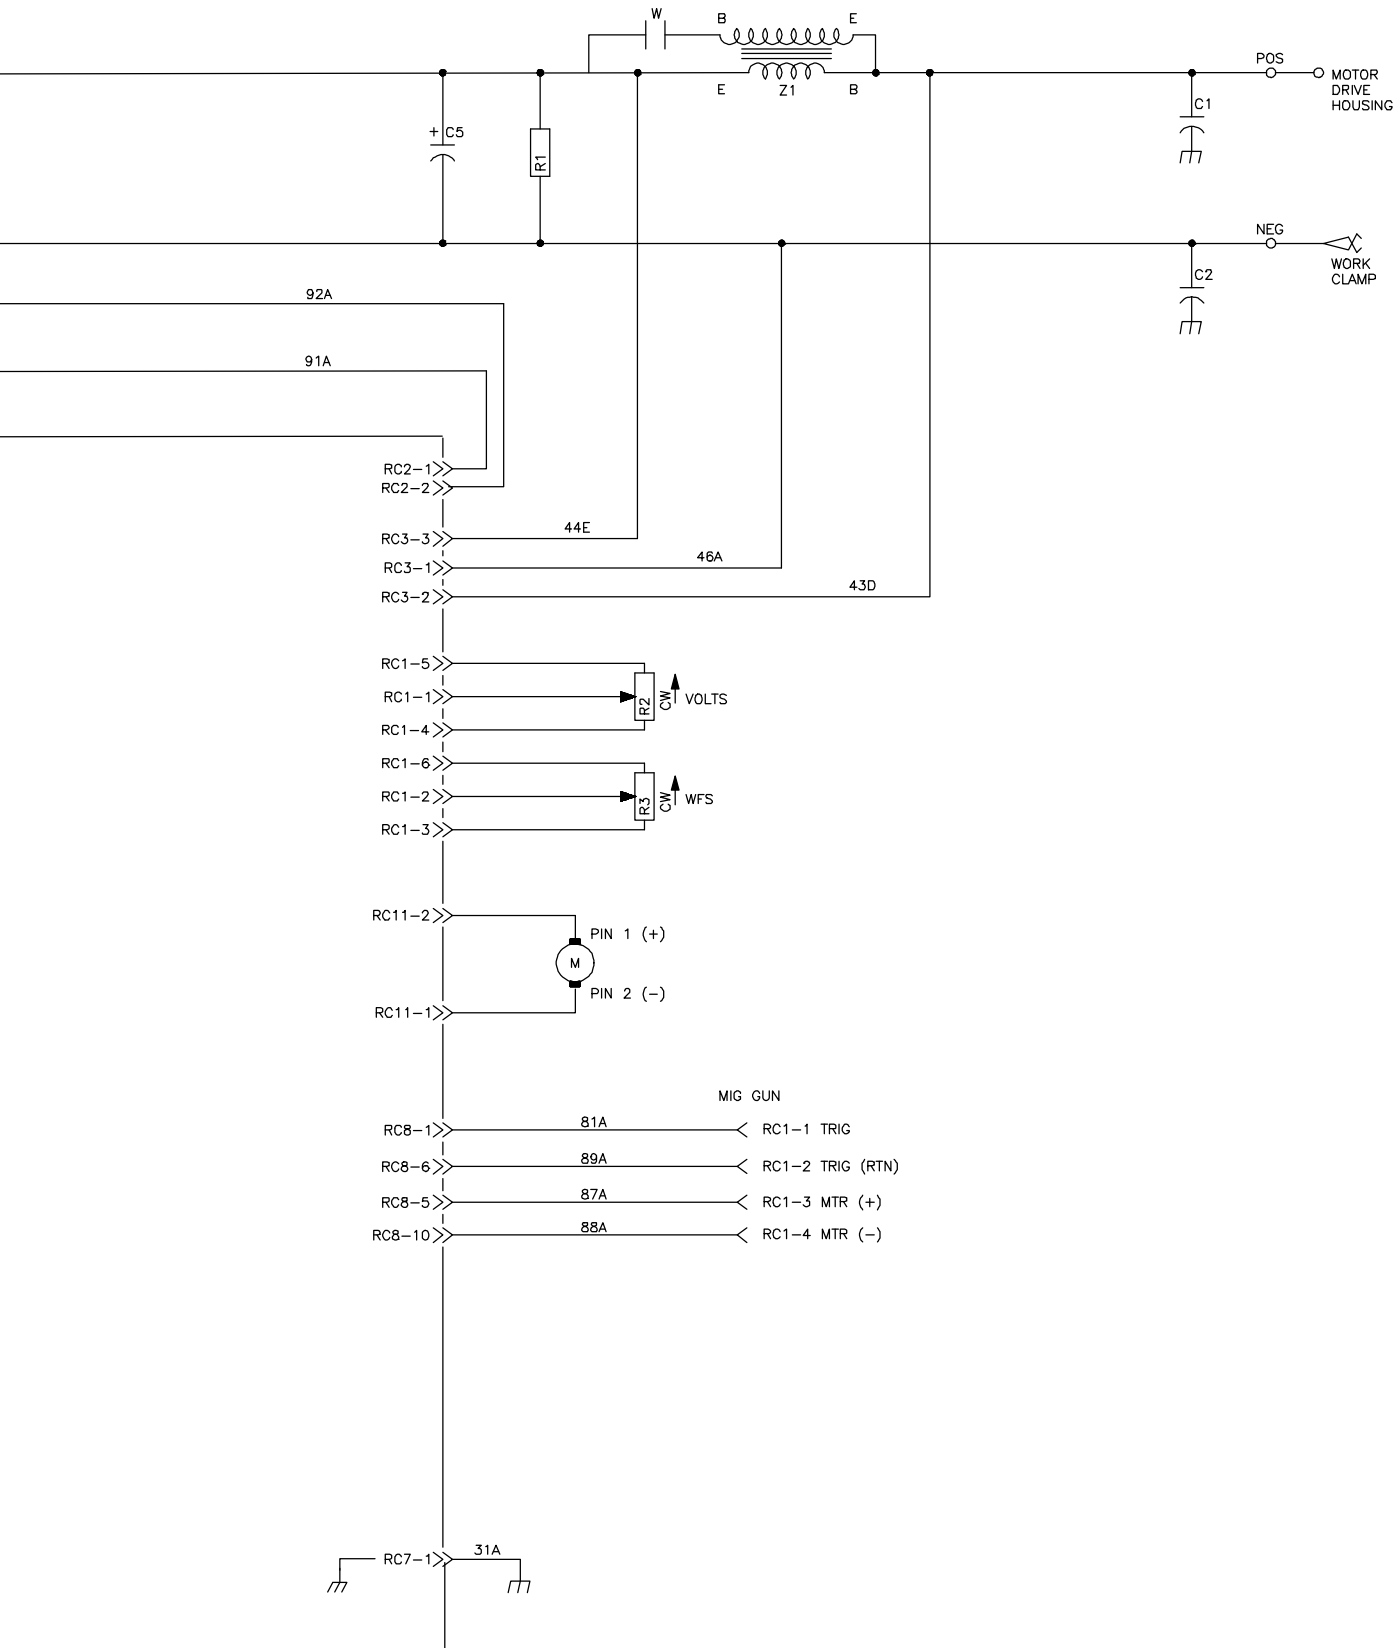 W
B
E
POS
MOTOR
DRIVE
HOUSING
E
Z1
B
C1
+ C5
R1
NEG
WORK
CLAMP
C2
92A
91A
RC2-1
RC2-2
44E
RC3-3
46A
RC3-1
43D
RC3-2
RC1-5
RC1-1
R2
CW
VOLTS
RC1-4
RC1-6
RC1-2
R3
CW
WFS
RC1-3
RC11-2
PIN 1 (+)
M
PIN 2 (-)
RC11-1
MIG GUN
RC8-1
81A
RC1-1 TRIG
RC8-6
89A
RC1-2 TRIG (RTN)
RC8-5
87A
RC1-3 MTR (+)
RC8-10
88A
RC1-4 MTR (-)
RC7-1
31A